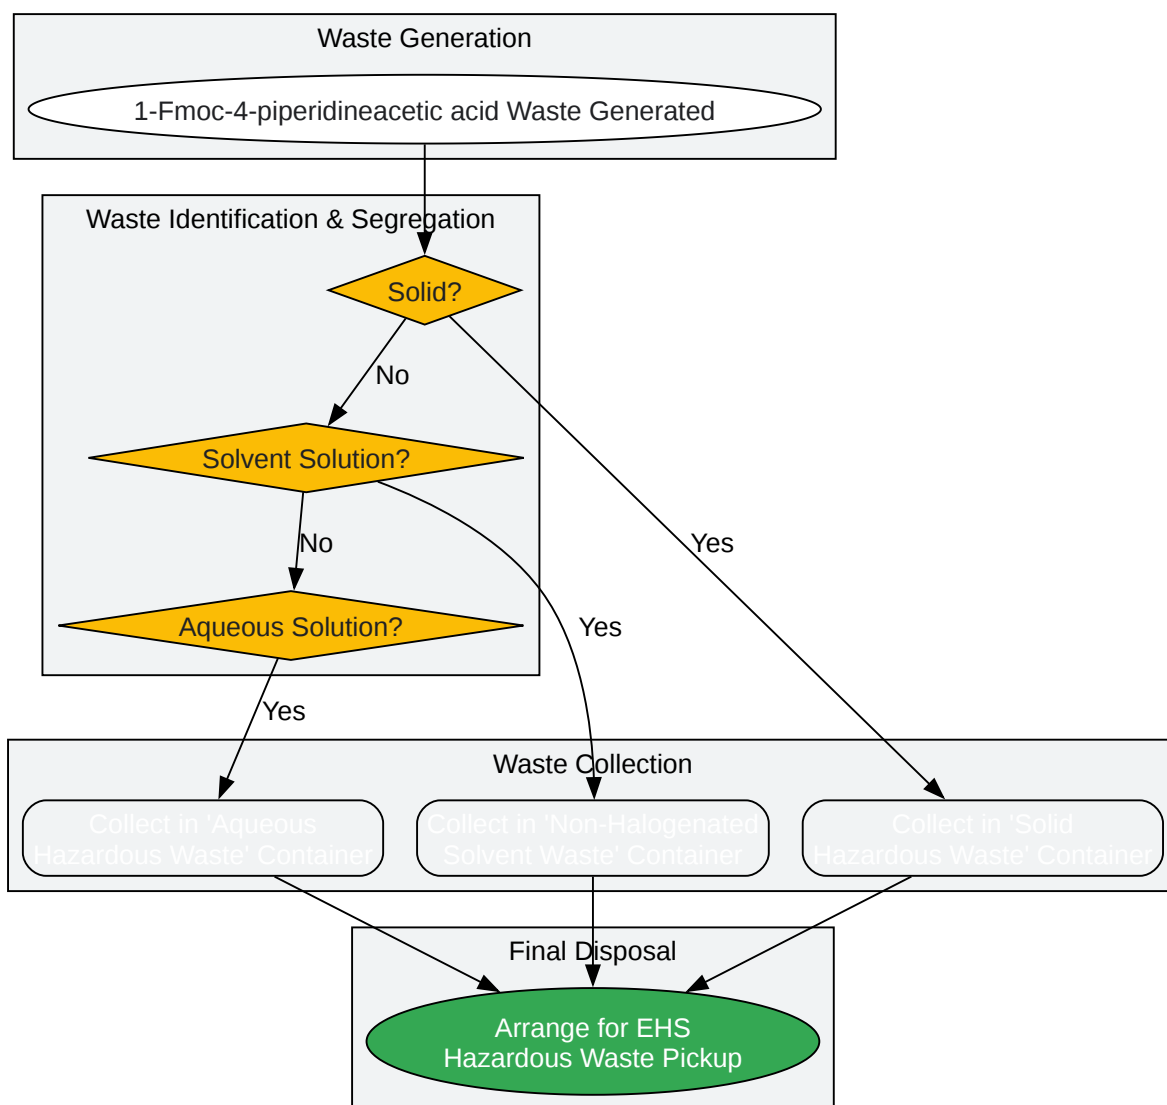 Waste Generation
1-Fmoc-4-piperidineacetic acid Waste Generated
Waste Identification & Segregation
Solid?
No
Solvent Solution?
No
Yes
Aqueous Solution?
Yes
Yes
Waste Collection
Collect in 'Aqueous
Hazardous Waste' Container
Collect in 'Non-Halogenated
Solvent Waste' Container
Collect in 'Solid
Hazardous Waste' Container
Final Disposal
Arrange for EHS
Hazardous Waste Pickup